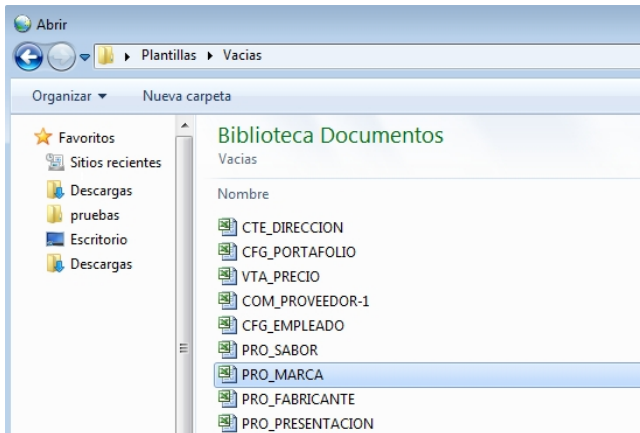 Abrir
Plantillas Vacias
Organizar Nueva carpeta
Favoritos
Sitios recientes
Descargas
pruebas
Escritorio
Descargas
Biblioteca Documentos
Vacias
Nombre
CTE_DIRECCION
CFG_PORTAFOLIO
VTA_PRECIO
COM_PROVEEDOR-1
CFG_EMPLEADO
PRO_SABOR
PRO_MARCA
PRO_FABRICANTE
PRO_PRESENTACION